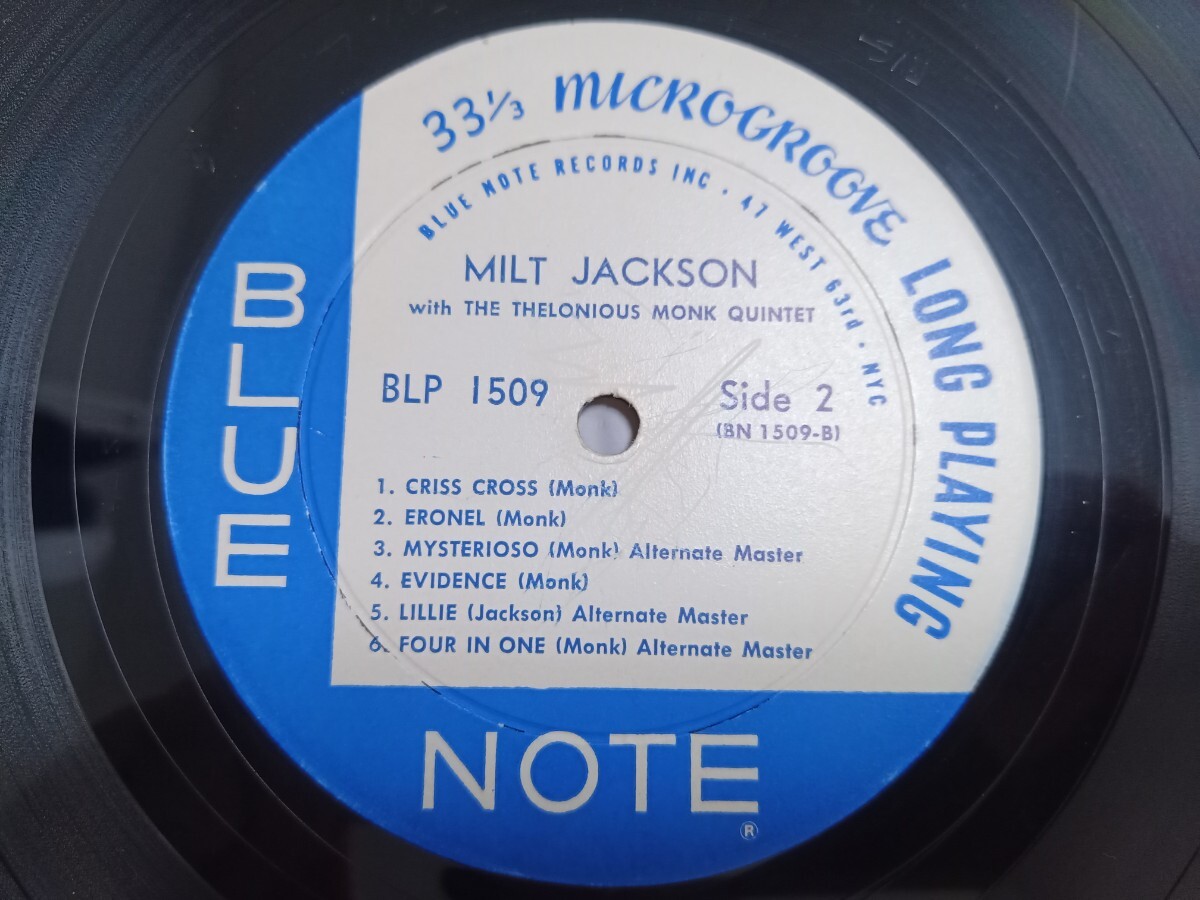 33⅓ MICROGROOVE LONG PLAYING
BLUE NOTE RECORDS INC · 47 WEST 63rd · NYC
MILT JACKSON
with THE THELONIOUS MONK QUINTET
BLP 1509
Side 2
(BN 1509-B)
1. CRISS CROSS (Monk)
2. ERONEL (Monk)
3. MYSTERIOSO (Monk) Alternate Master
4. EVIDENCE (Monk)
5. LILLIE (Jackson) Alternate Master
6. FOUR IN ONE (Monk) Alternate Master
BLUE
NOTE
®